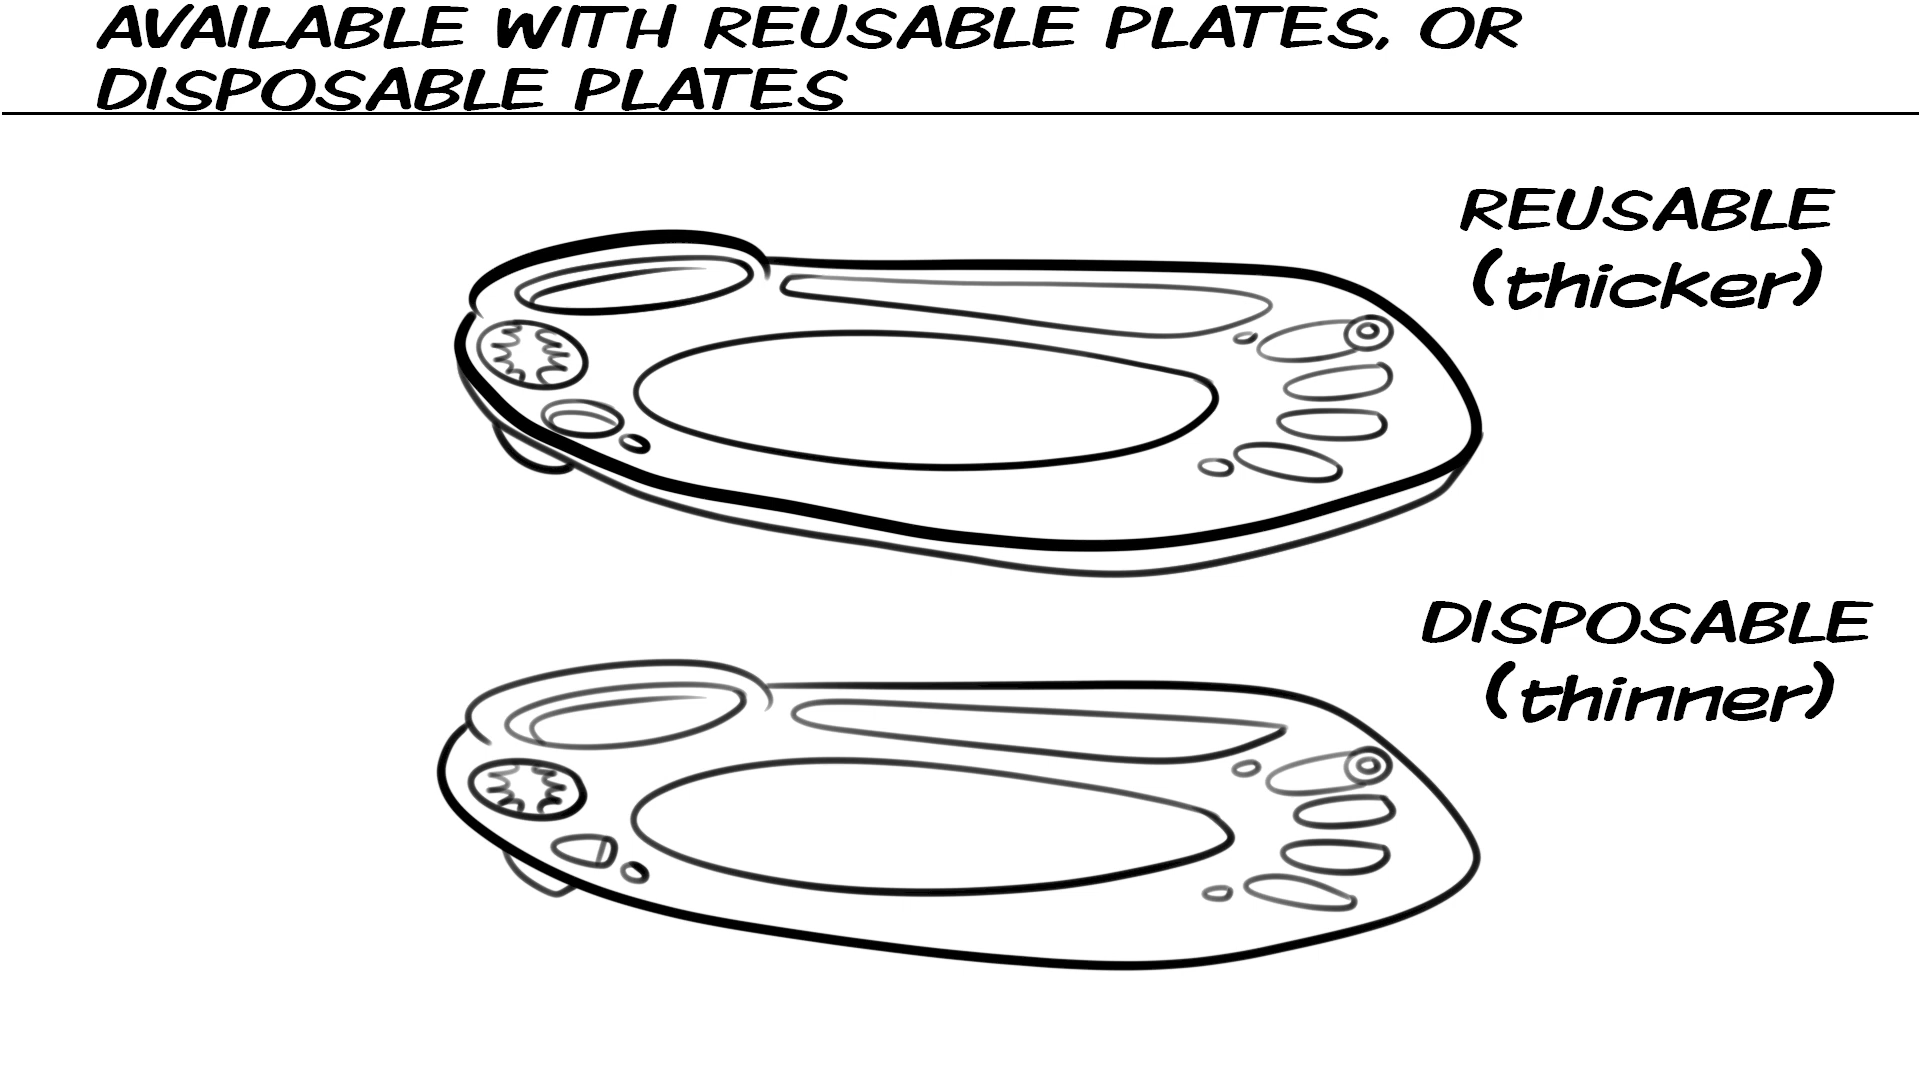 AVAILABLE WITH REUSABLE PLATES, OR
DISPOSABLE PLATES
REUSABLE
(thicker)
DISPOSABLE
(thinner)